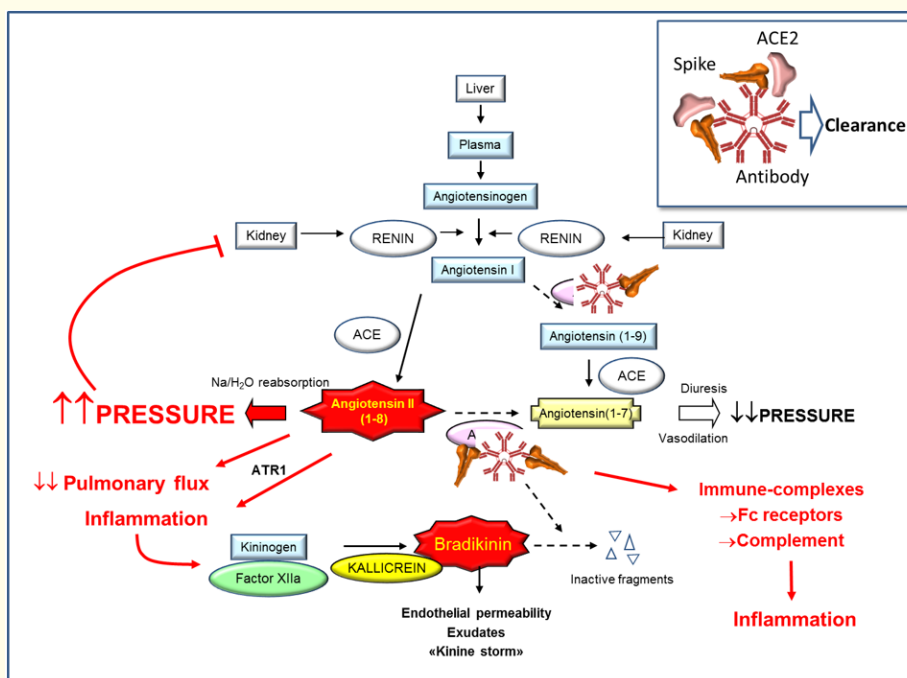 ACE2
Spike
Clearance
Antibody
Liver
Plasma
Angiotensinogen
Kidney
RENIN
RENIN
Kidney
Angiotensin I
ACE
Angiotensin (1-9)
ACE
Na/H₂O reabsorption
↑↑PRESSURE
Angiotensin II
(1-8)
Angiotensin(1-7)
Diuresis
Vasodilation
↓↓PRESSURE
A
ATR1
↓↓ Pulmonary flux
Inflammation
Immune-complexes
→Fc receptors
→Complement
Inflammation
Kininogen
Factor XIIa
KALLICREIN
Bradikinin
Inactive fragments
Endothelial permeability
Exudates
«Kinine storm»